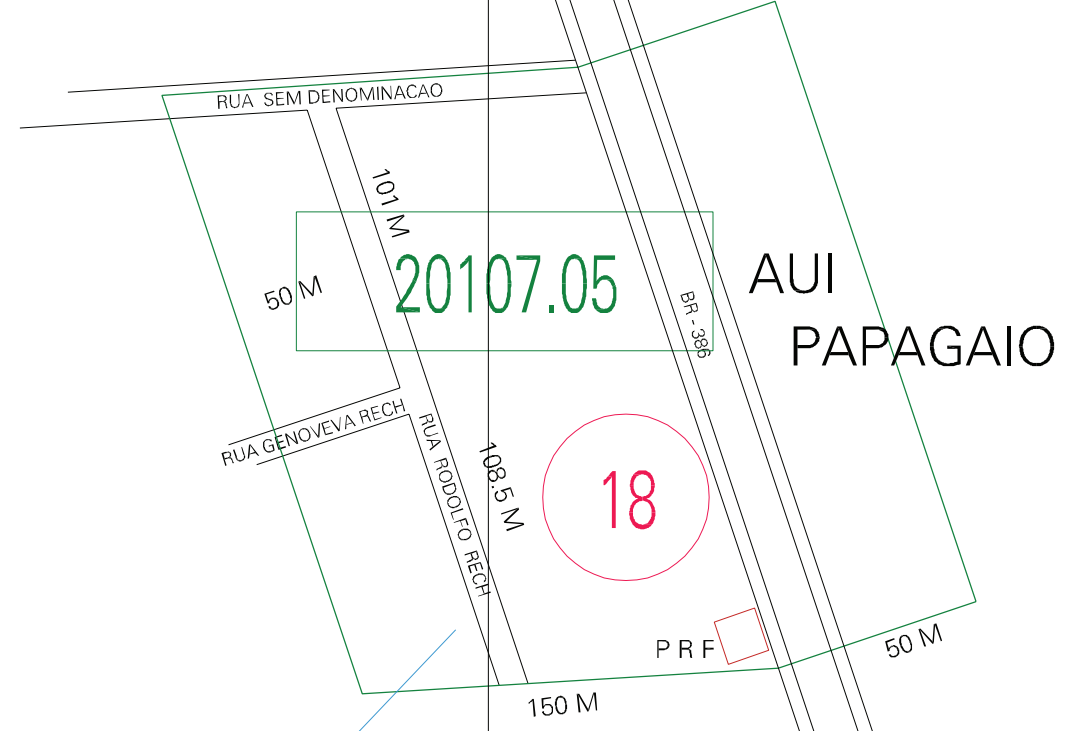 RUA SEM DENOMINACAO
101 M
20107.05
50 M
AUI
PAPAGAIO
BR - 386
RUA GENOVEVA RECH
RUA RODOLFO RECH
108.5 M
18
P R F
50 M
150 M